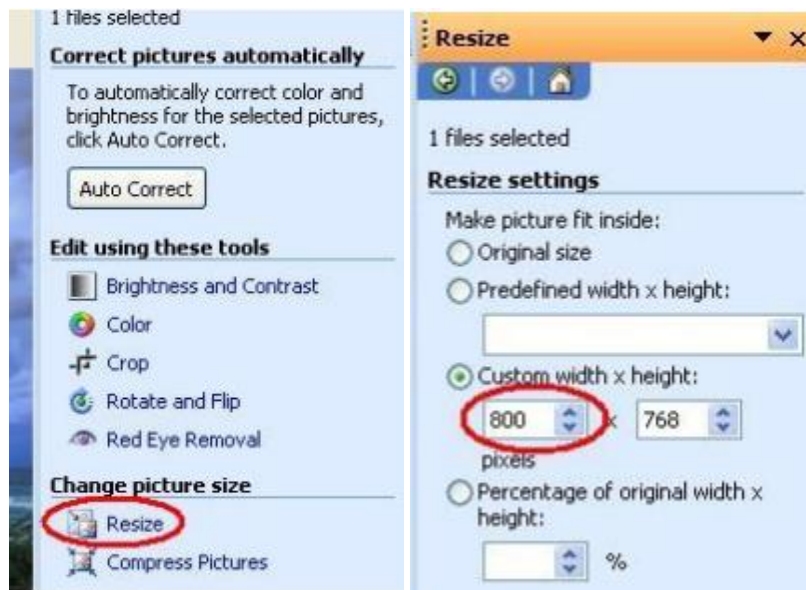 1 files selected
Correct pictures automatically
To automatically correct color and
brightness for the selected pictures,
click Auto Correct.
Auto Correct
Edit using these tools
Brightness and Contrast
Color
Crop
Rotate and Flip
Red Eye Removal
Change picture size
Resize
Compress Pictures
Resize
1 files selected
Resize settings
Make picture fit inside:
Original size
Predefined width x height:
Custom width x height:
800 x 768
pixels
Percentage of original width x
height:
%